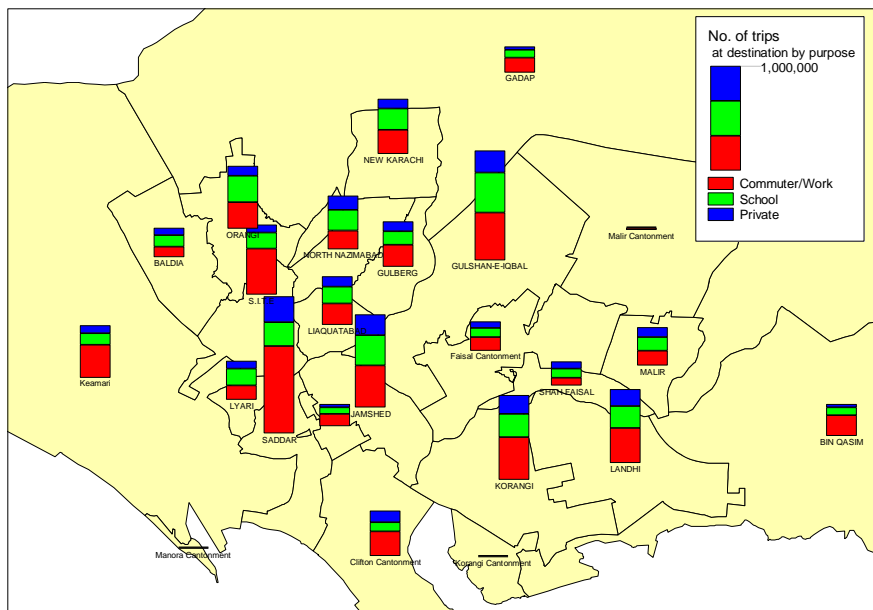 No. of trips
at destination by purpose
1,000,000
Commuter/Work
School
Private
GADAP
NEW KARACHI
ORANGI
NORTH NAZIMABAD
BALDIA
GULBERG
GULSHAN-E-IQBAL
Malir Cantonment
S.I.T.E
LIAQUATABAD
Faisal Cantonment
MALIR
Keamari
LYARI
SHAH FAISAL
JAMSHED
SADDAR
BIN QASIM
LANDHI
KORANGI
Manora Cantonment
Clifton Cantonment
Korangi Cantonment